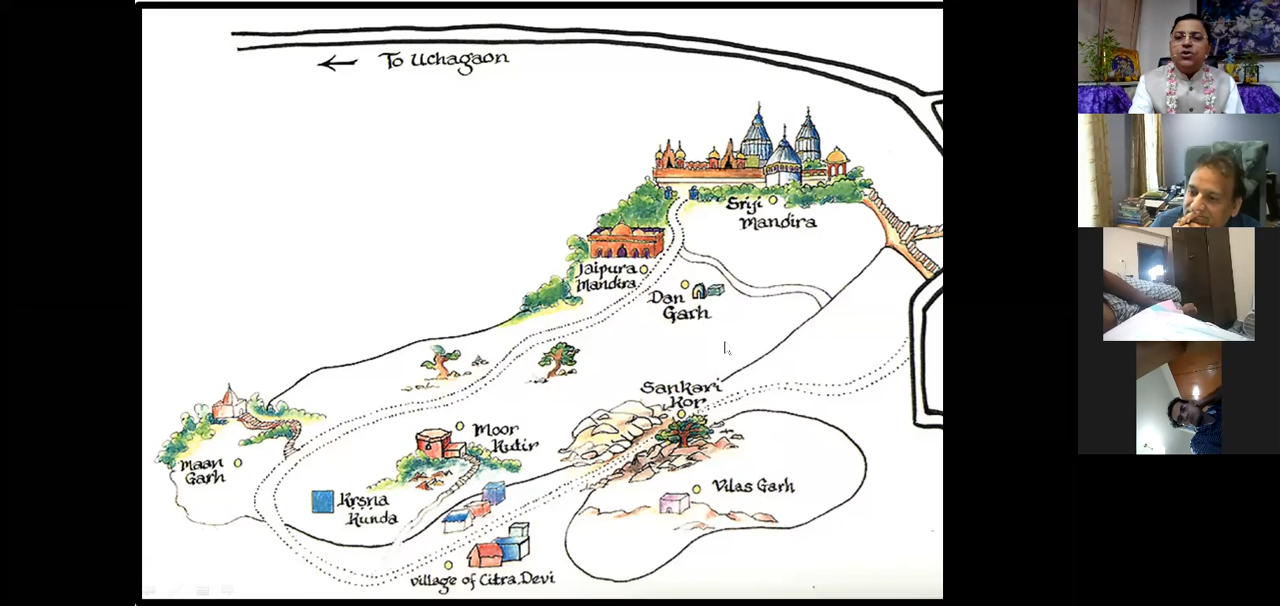 ← To Uchagaon
Sriji
Mandira
Jaipura
Mandira
Dan
Garh
Sankari
Kor
Moor
Kutir
Maan
Garh
Vilas Garh
Krṣṇa
Kunda
village of Citra Devi